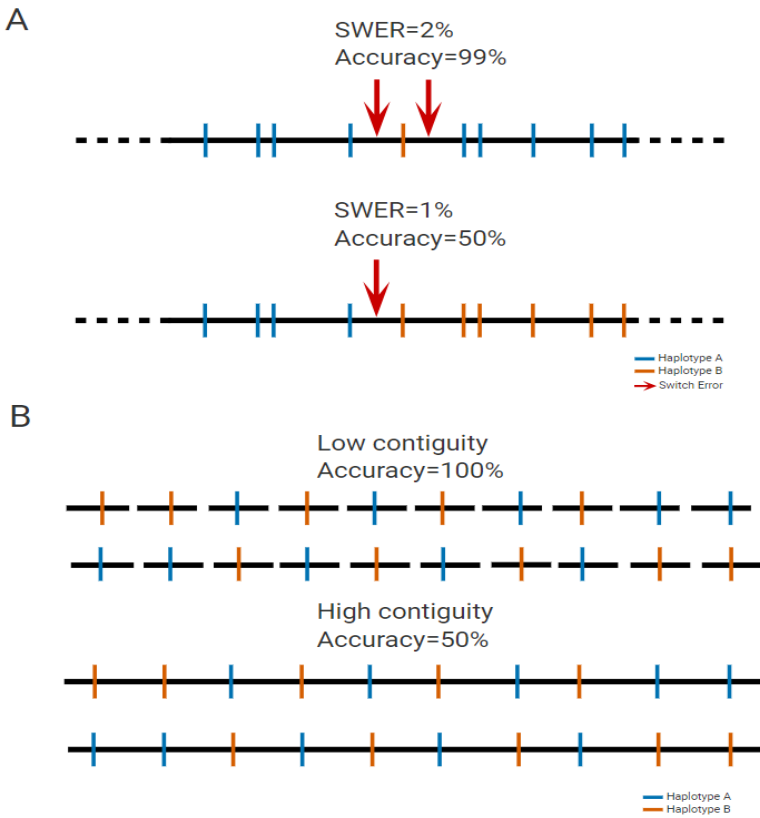 A
SWER=2%
Accuracy=99%
SWER=1%
Accuracy=50%
Haplotype A
Haplotype B
Switch Error
B
Low contiguity
Accuracy=100%
High contiguity
Accuracy=50%
Haplotype A
Haplotype B